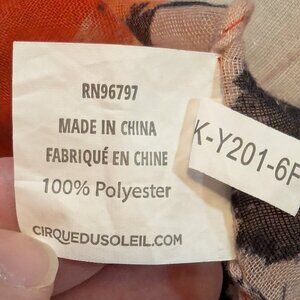 RN96797
MADE IN CHINA
FABRIQUÉ EN CHINE
100% Polyester
CIRQUEDUSOLEIL.COM
K-Y201-6F